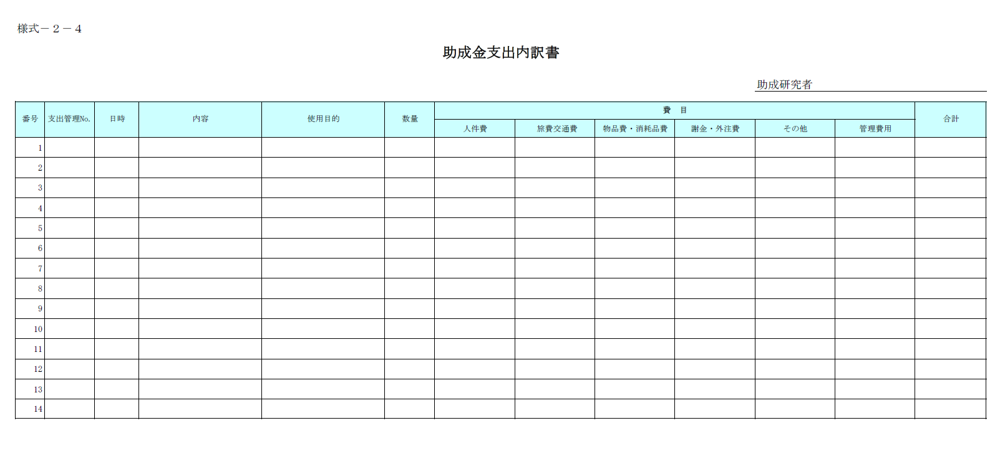 様式－２－４
助成金支出内訳書
助成研究者
番号 支出管理No. 日時 内容 使用目的 数量 費　目 合計
人件費 旅費交通費 物品費・消耗品費 謝金・外注費 その他 管理費用
1
2
3
4
5
6
7
8
9
10
11
12
13
14